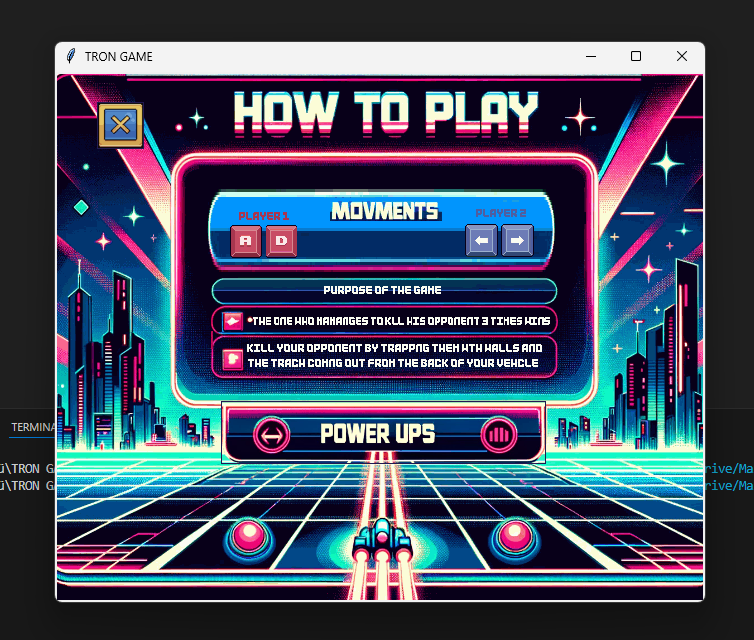 TRON GAME
HOW TO PLAY
PLAYER 1
MOVMENTS
PLAYER 2
A D
PURPOSE OF THE GAME
*THE ONE WHO MANANGES TO KLL HIS OPPONENT 3 TIMES WINS
KILL YOUR OPPONENT BY TRAPPNG THEM WTH WALLS AND
THE TRACH COMNG OUT FROM THE BACK OF YOUR VEHCLE
POWER UPS
TERMINA
ü\TRON G
rive/Ma
ü\TRON G
rive/Ma